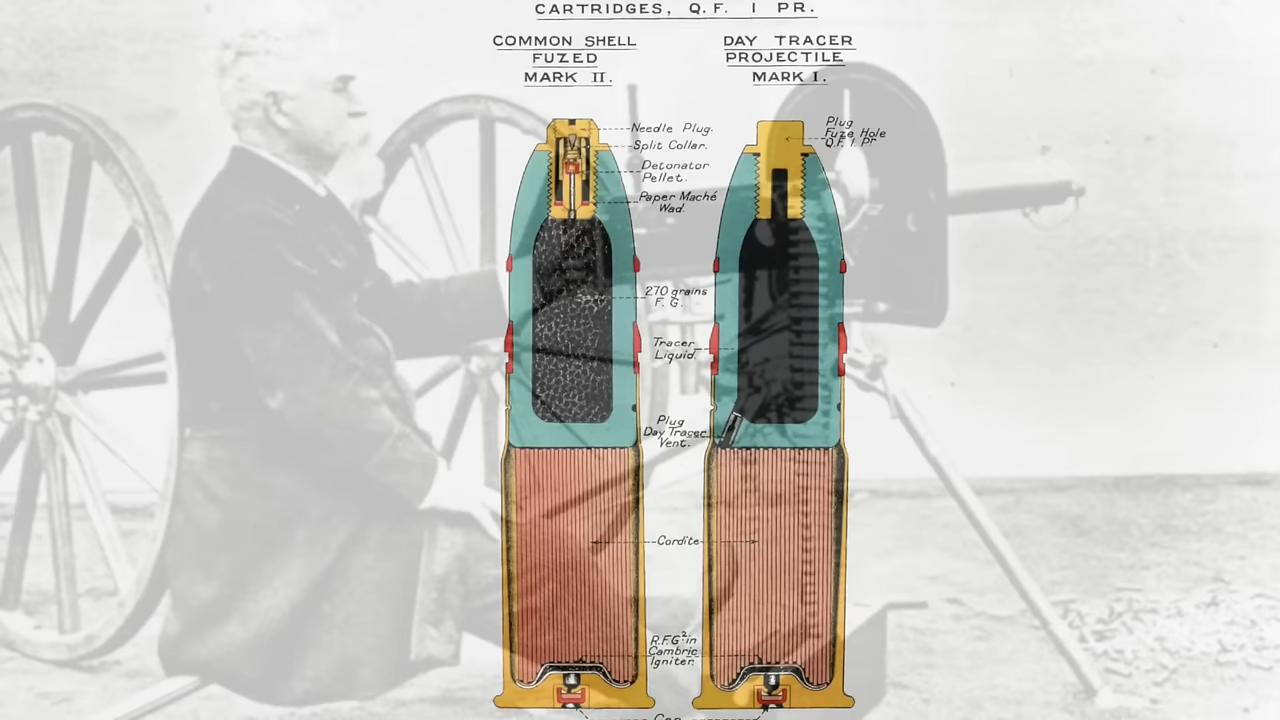 CARTRIDGES, Q.F. 1 PR.
COMMON SHELL
FUZED
MARK II.
DAY TRACER
PROJECTILE
MARK I.
Needle Plug.
Split Collar.
Detonator
Pellet.
Paper Maché
Wad.
Plug
Fuze Hole
Q.F. 1. Pr
270 grains
F. G.
Tracer
Liquid.
Plug
Day Tracer
Vent.
Cordite
R.F.G² in
Cambric
Igniter.
Cap